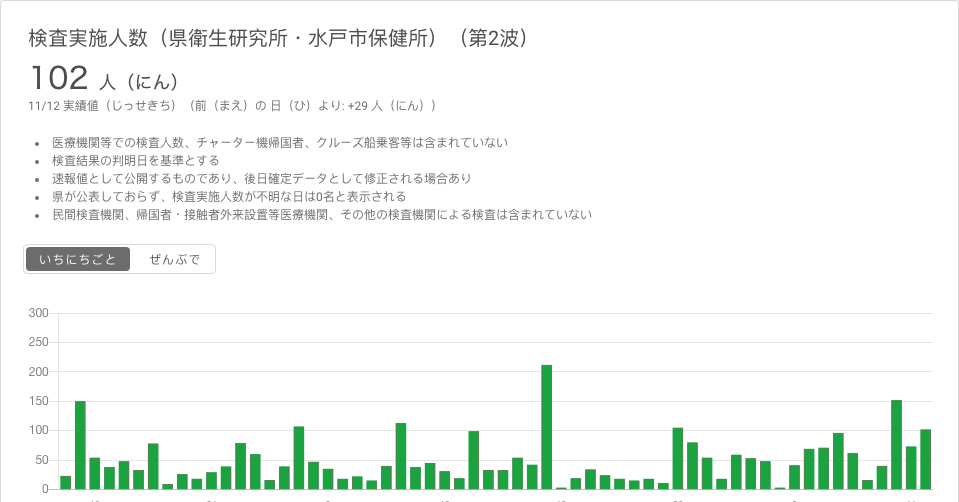 検査実施人数（県衛生研究所・水戸市保健所）（第2波）
102 人（にん）
11/12 実績値（じっせきち）（前（まえ）の 日（ひ）より: +29 人（にん））
• 医療機関等での検査人数、チャーター機帰国者、クルーズ船乗客等は含まれていない
• 検査結果の判明日を基準とする
• 速報値として公開するものであり、後日確定データとして修正される場合あり
• 県が公表しておらず、検査実施人数が不明な日は0名と表示される
• 民間検査機関、帰国者・接触者外来設置等医療機関、その他の検査機関による検査は含まれていない
いちにちごと ぜんぶで
300
250
200
150
100
50
0